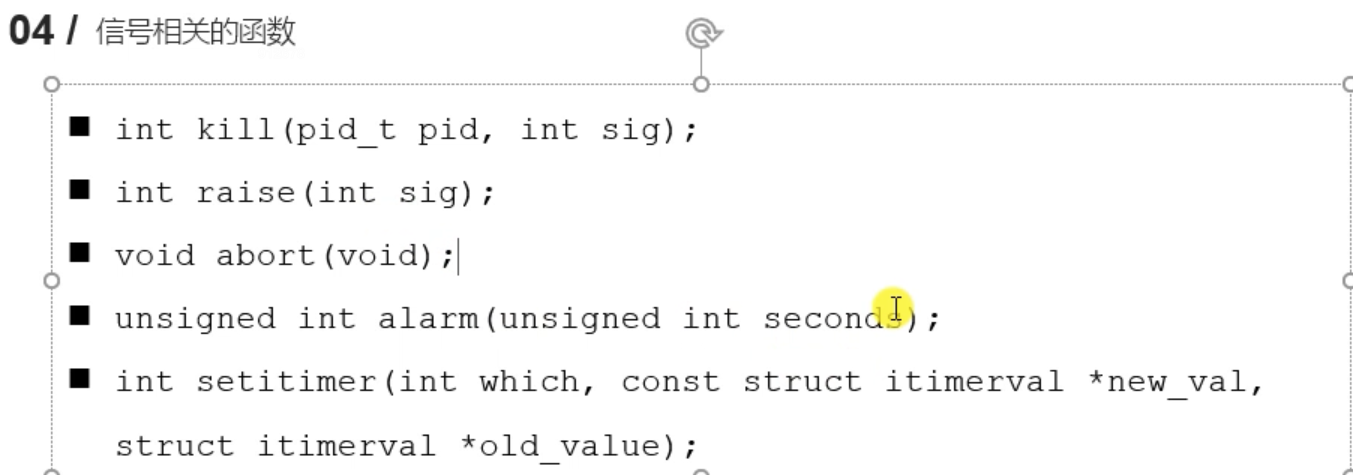 04 / 信号相关的函数
■ int kill(pid_t pid, int sig);
■ int raise(int sig);
■ void abort(void);
■ unsigned int alarm(unsigned int seconds);
■ int setitimer(int which, const struct itimerval *new_val,
struct itimerval *old_value);